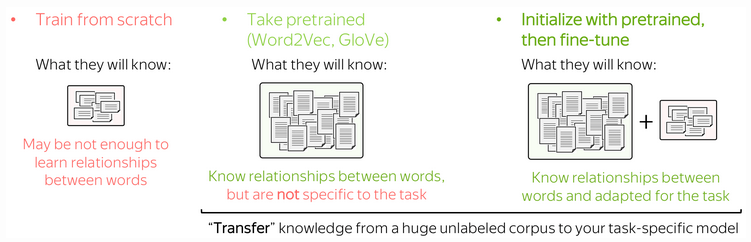 • Train from scratch
What they will know:
May be not enough to
learn relationships
between words
• Take pretrained
(Word2Vec, GloVe)
What they will know:
Know relationships between words,
but are not specific to the task
• Initialize with pretrained,
then fine-tune
What they will know:
+
Know relationships between
words and adapted for the task
“Transfer” knowledge from a huge unlabeled corpus to your task-specific model